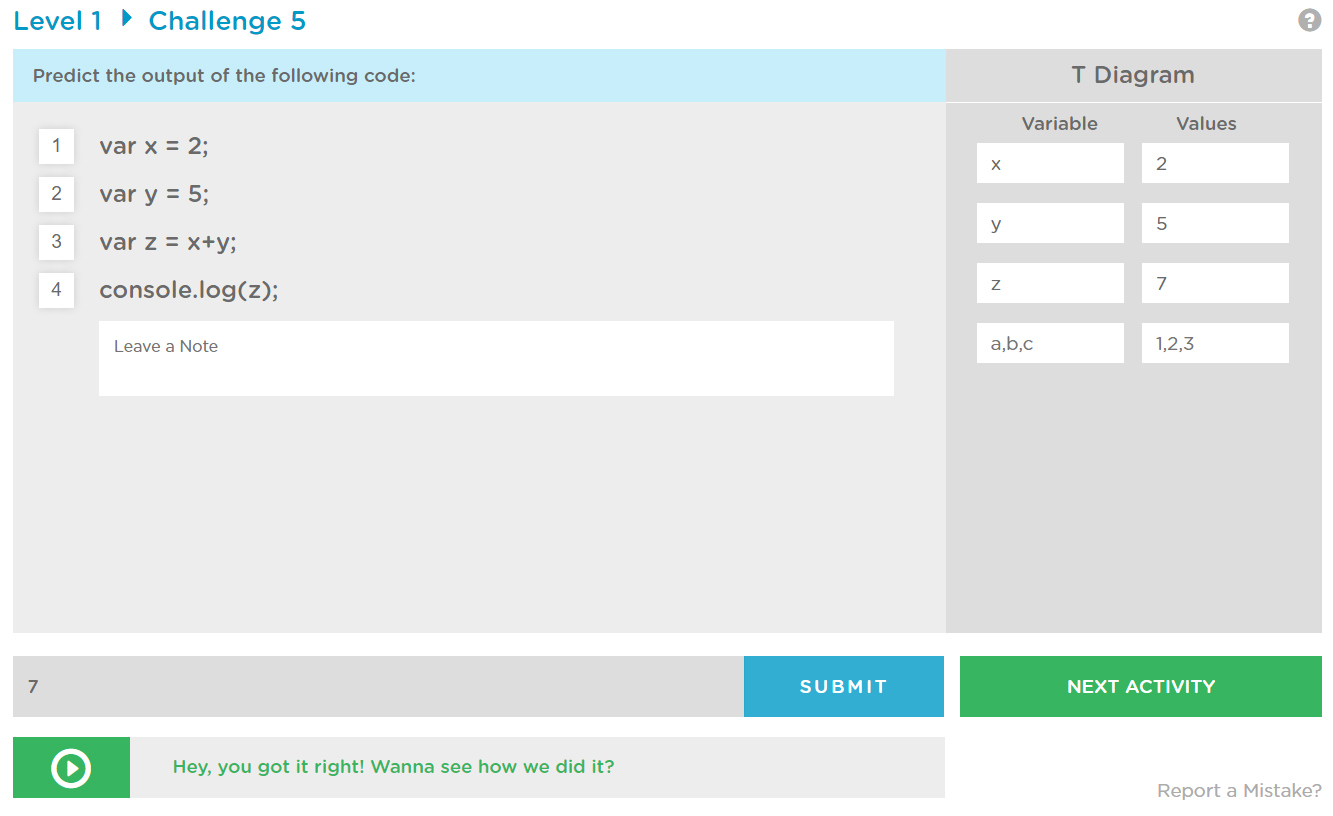 Level 1 Challenge 5
?
Predict the output of the following code:
1 var x = 2;
2 var y = 5;
3 var z = x+y;
4 console.log(z);
Leave a Note
T Diagram
Variable Values
x 2
y 5
z 7
a,b,c 1,2,3
7 SUBMIT NEXT ACTIVITY
Hey, you got it right! Wanna see how we did it?
Report a Mistake?